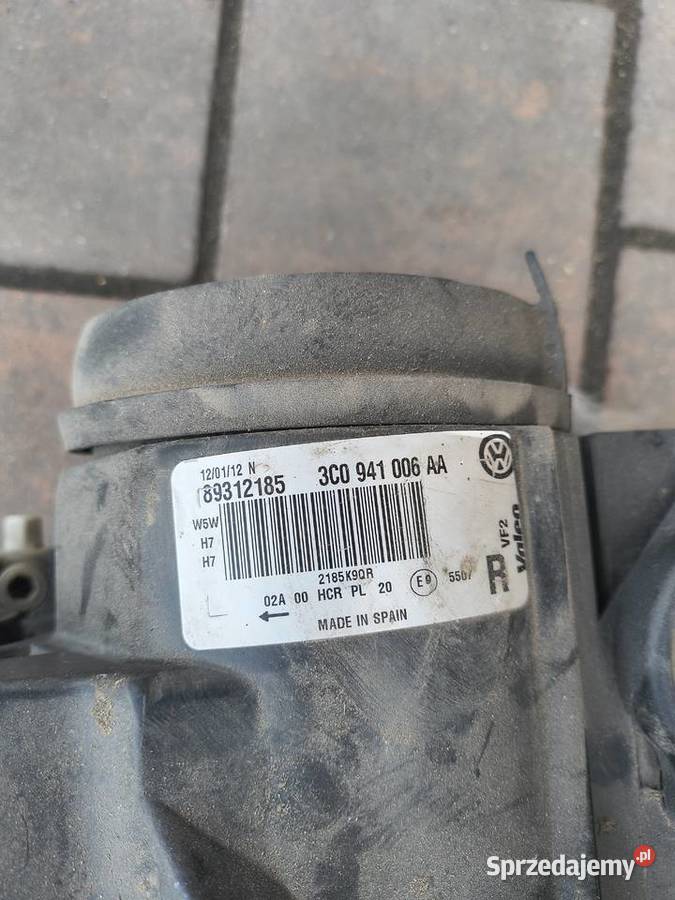 12/01/12 N
89312185 3C0 941 006 AA
W5W
H7
H7
2185K9QR
02A 00 HCR PL 20 E9
MADE IN SPAIN
R
VF2
Valeo
Sprzedajemy.pl